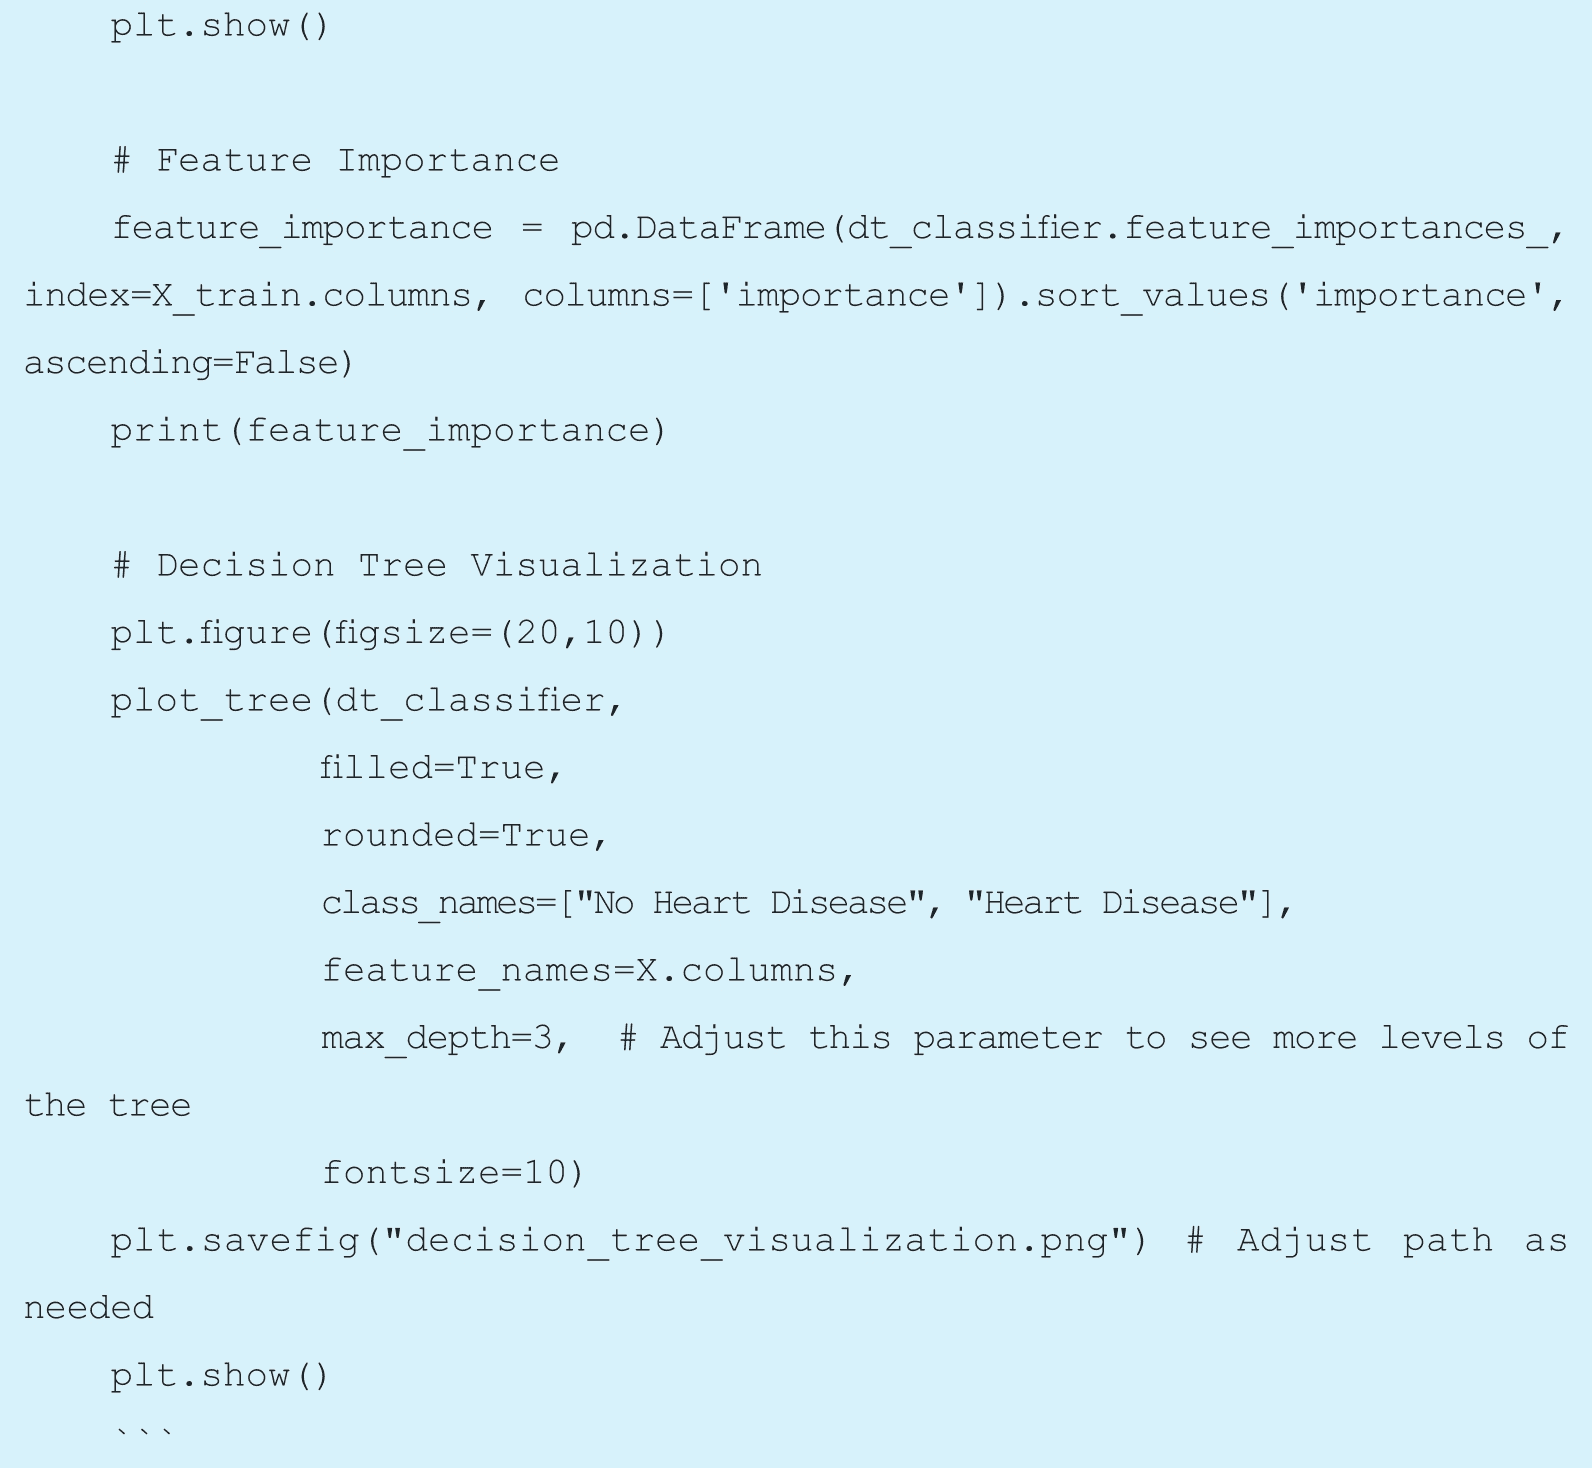 plt.show()
# Feature Importance
feature_importance = pd.DataFrame(dt_classifier.feature_importances_,
index=X_train.columns, columns=['importance']).sort_values('importance',
ascending=False)
print(feature_importance)
# Decision Tree Visualization
plt.figure(figsize=(20,10))
plot_tree(dt_classifier,
filled=True,
rounded=True,
class_names=["No Heart Disease", "Heart Disease"],
feature_names=X.columns,
max_depth=3, # Adjust this parameter to see more levels of
the tree
fontsize=10)
plt.savefig("decision_tree_visualization.png") # Adjust path as
needed
plt.show()
```